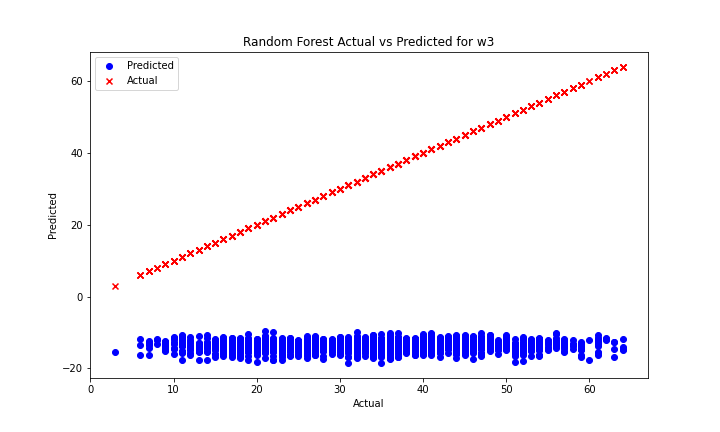 Random Forest Actual vs Predicted for w3
Predicted
Actual
60
40
20
0
−20
Predicted
0 10 20 30 40 50 60
Actual